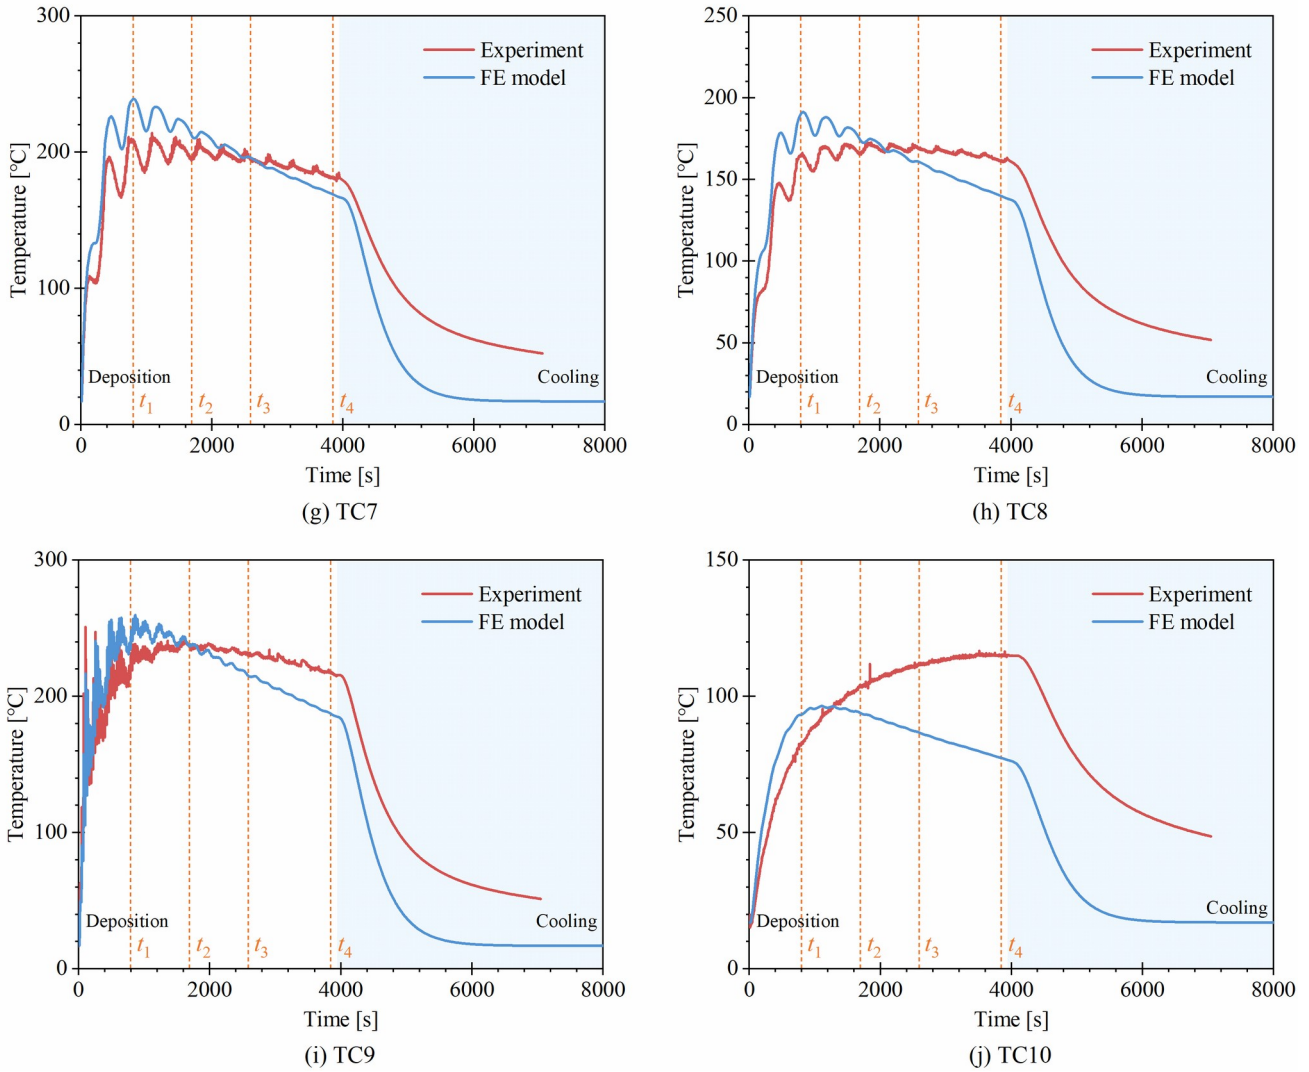 300
Experiment
FE model
200
Temperature [°C]
100
Deposition
Cooling
t1
t2
t3
t4
0
0
2000
4000
6000
8000
Time [s]
(g) TC7
250
Experiment
FE model
200
150
Temperature [°C]
100
50
Deposition
Cooling
t1
t2
t3
t4
0
0
2000
4000
6000
8000
Time [s]
(h) TC8
300
Experiment
FE model
200
Temperature [°C]
100
Deposition
Cooling
t1
t2
t3
t4
0
0
2000
4000
6000
8000
Time [s]
(i) TC9
150
Experiment
FE model
100
Temperature [°C]
50
Deposition
Cooling
t1
t2
t3
t4
0
0
2000
4000
6000
8000
Time [s]
(j) TC10